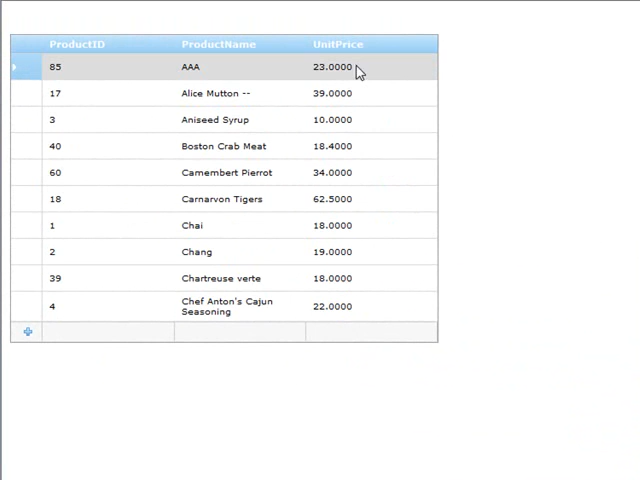 ProductID ProductName UnitPrice
85 AAA 23.0000
17 Alice Mutton -- 39.0000
3 Aniseed Syrup 10.0000
40 Boston Crab Meat 18.4000
60 Camembert Pierrot 34.0000
18 Carnarvon Tigers 62.5000
1 Chai 18.0000
2 Chang 19.0000
39 Chartreuse verte 18.0000
4 Chef Anton's Cajun 22.0000
Seasoning